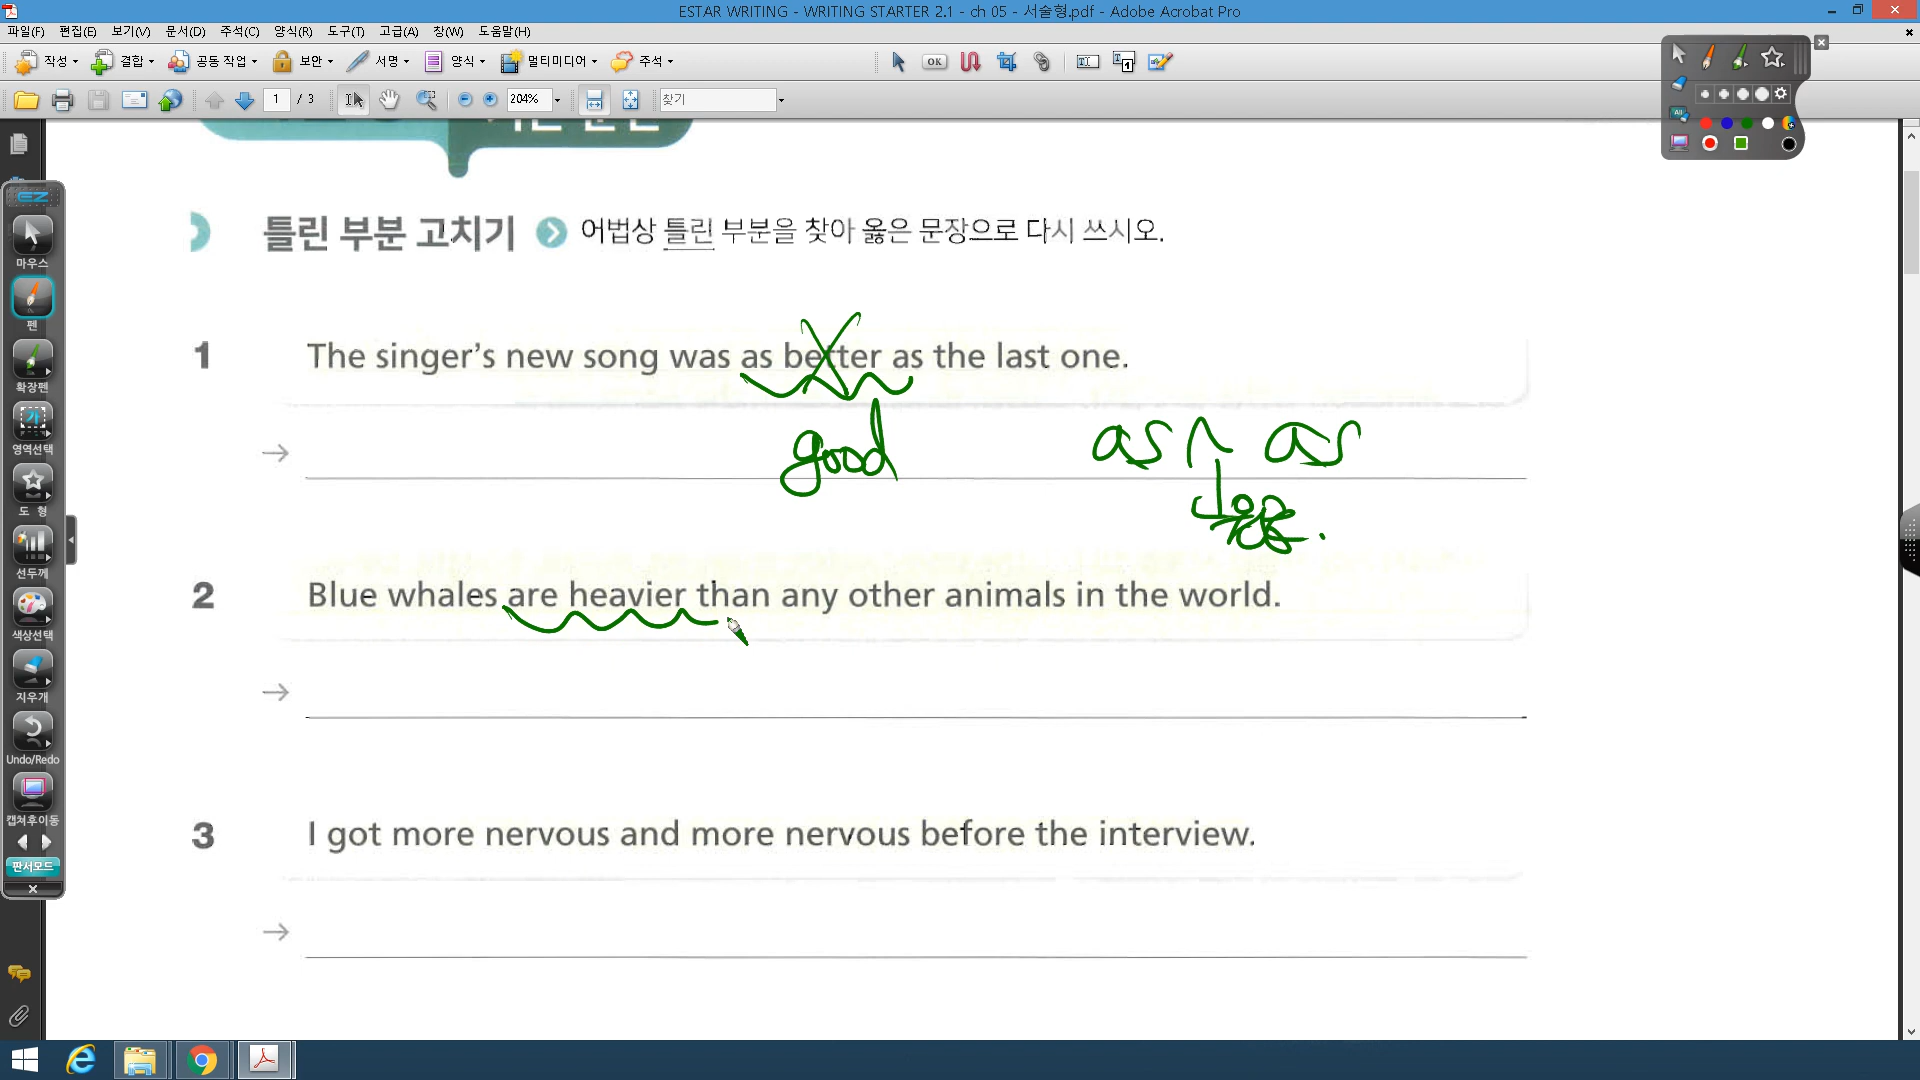 ESTAR WRITING - WRITING STARTER 2.1 - ch 05 - 서술형.pdf - Adobe Acrobat Pro
파일(F) 편집(E) 보기(V) 문서(D) 주석(C) 양식(R) 도구(T) 고급(A) 창(W) 도움말(H)
작성 결합 공동 작업 보안 서명 양식 멀티미디어 주석 OK
1 / 3 204% 찾기
EZ
마우스
펜
확장펜
영역선택
도 형
선두께
색상선택
지우개
Undo/Redo
캡쳐후이동
판서모드
틀린 부분 고치기 어법상 틀린 부분을 찾아 옳은 문장으로 다시 쓰시오.
1 The singer's new song was as better as the last one.
→ good as as
2 Blue whales are heavier than any other animals in the world.
→
3 I got more nervous and more nervous before the interview.
→